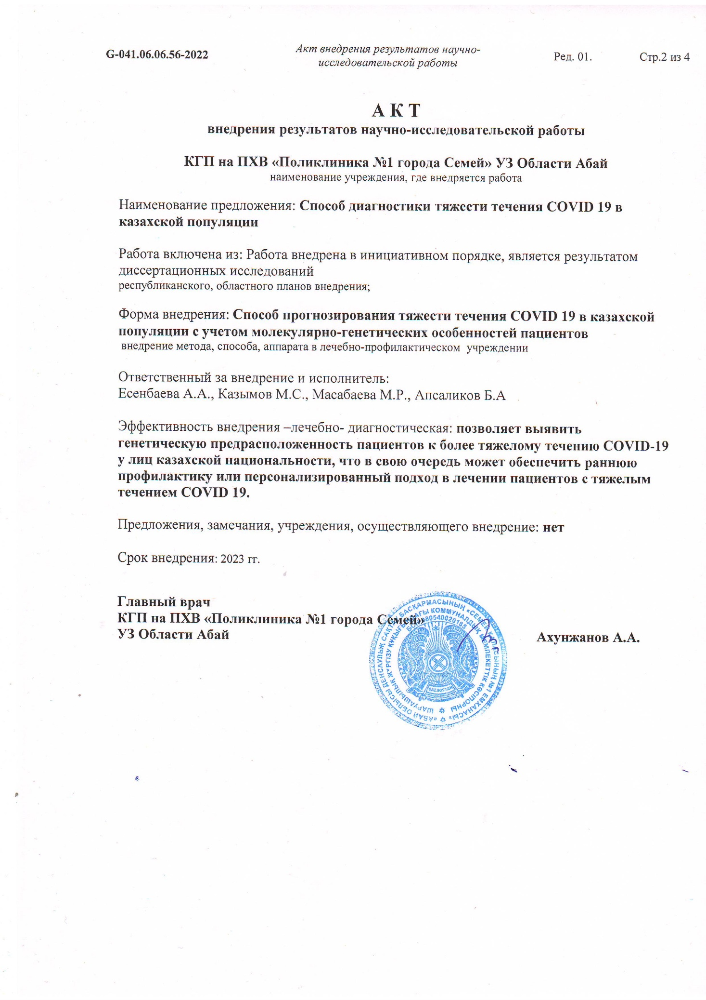 G-041.06.06.56-2022
Акт внедрения результатов научно-
исследовательской работы
Ред. 01.
Стр.2 из 4
А К Т
внедрения результатов научно-исследовательской работы
КГП на ПХВ «Поликлиника №1 города Семей» УЗ Области Абай
наименование учреждения, где внедряется работа
Наименование предложения: Способ диагностики тяжести течения COVID 19 в
казахской популяции
Работа включена из: Работа внедрена в инициативном порядке, является результатом
диссертационных исследований
республиканского, областного планов внедрения;
Форма внедрения: Способ прогнозирования тяжести течения COVID 19 в казахской
популяции с учетом молекулярно-генетических особенностей пациентов
внедрение метода, способа, аппарата в лечебно-профилактическом учреждении
Ответственный за внедрение и исполнитель:
Есенбаева А.А., Казымов М.С., Масабаева М.Р., Апсаликов Б.А
Эффективность внедрения –лечебно- диагностическая: позволяет выявить
генетическую предрасположенность пациентов к более тяжелому течению COVID-19
у лиц казахской национальности, что в свою очередь может обеспечить раннюю
профилактику или персонализированный подход в лечении пациентов с тяжелым
течением COVID 19.
Предложения, замечания, учреждения, осуществляющего внедрение: нет
Срок внедрения: 2023 гг.
Главный врач
КГП на ПХВ «Поликлиника №1 города Семей»
УЗ Области Абай
Ахунжанов А.А.
«АБАЙ ОБЛЫСЫ ДЕНСАУЛЫҚ САҚТАУ БАСҚАРМАСЫНЫҢ «СЕМЕЙ ҚАЛАСЫНЫҢ №1 ЕМХАНАСЫ»
ШАРУАШЫЛЫҚ ЖҮРГІЗУ ҚҰҚЫҒЫНДАҒЫ КОММУНАЛДЫҚ МЕМЛЕКЕТТІК КӘСІПОРНЫ
QAZAQSTAN